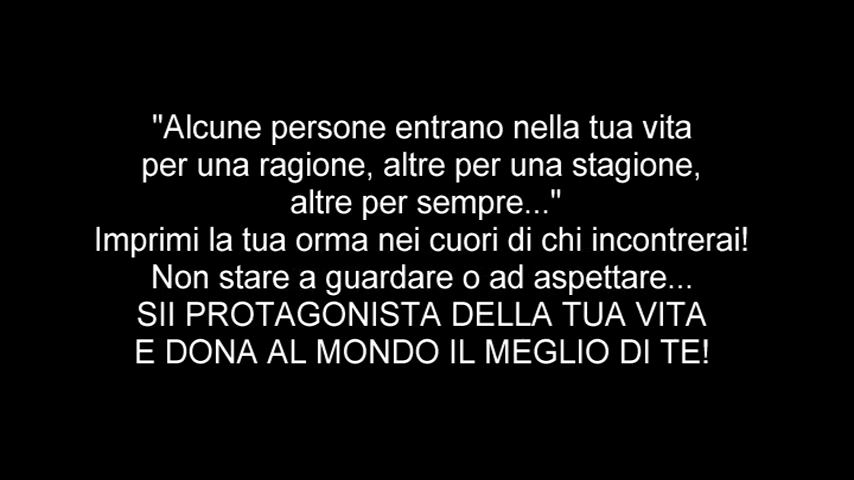 "Alcune persone entrano nella tua vita
per una ragione, altre per una stagione,
altre per sempre..."
Imprimi la tua orma nei cuori di chi incontrerai!
Non stare a guardare o ad aspettare...
SII PROTAGONISTA DELLA TUA VITA
E DONA AL MONDO IL MEGLIO DI TE!